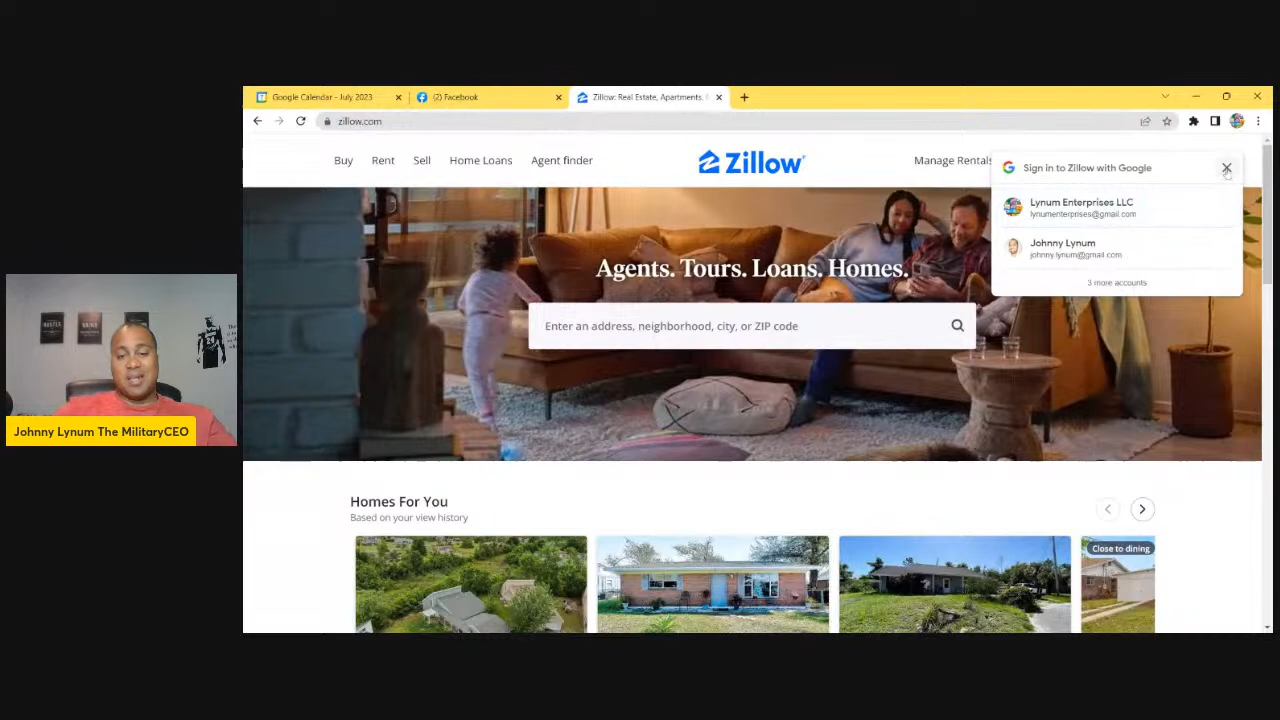 Google Calendar - July 2023
(2) Facebook
Zillow: Real Estate, Apartments,
zillow.com
Buy
Rent
Sell
Home Loans
Agent finder
Zillow
Manage Rentals
Sign in to Zillow with Google
Lynum Enterprises LLC
lynumenterprises@gmail.com
Johnny Lynum
johnny.lynum@gmail.com
3 more accounts
Agents. Tours. Loans. Homes.
Enter an address, neighborhood, city, or ZIP code
HUSTLE
GRIND
24
Johnny Lynum The MilitaryCEO
Homes For You
Based on your view history
Close to dining